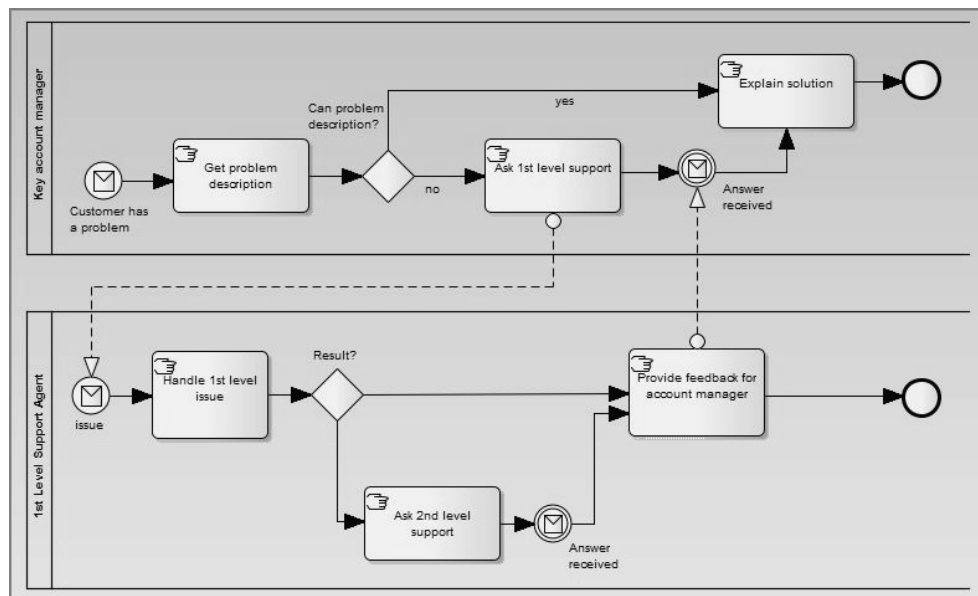 Key account manager
Can problem
description?
yes
Explain solution
Get problem
description
no
Ask 1st level support
Customer has
a problem
Answer
received
1st Level Support Agent
Result?
Handle 1st level
issue
Provide feedback for
account manager
issue
Ask 2nd level
support
Answer
received